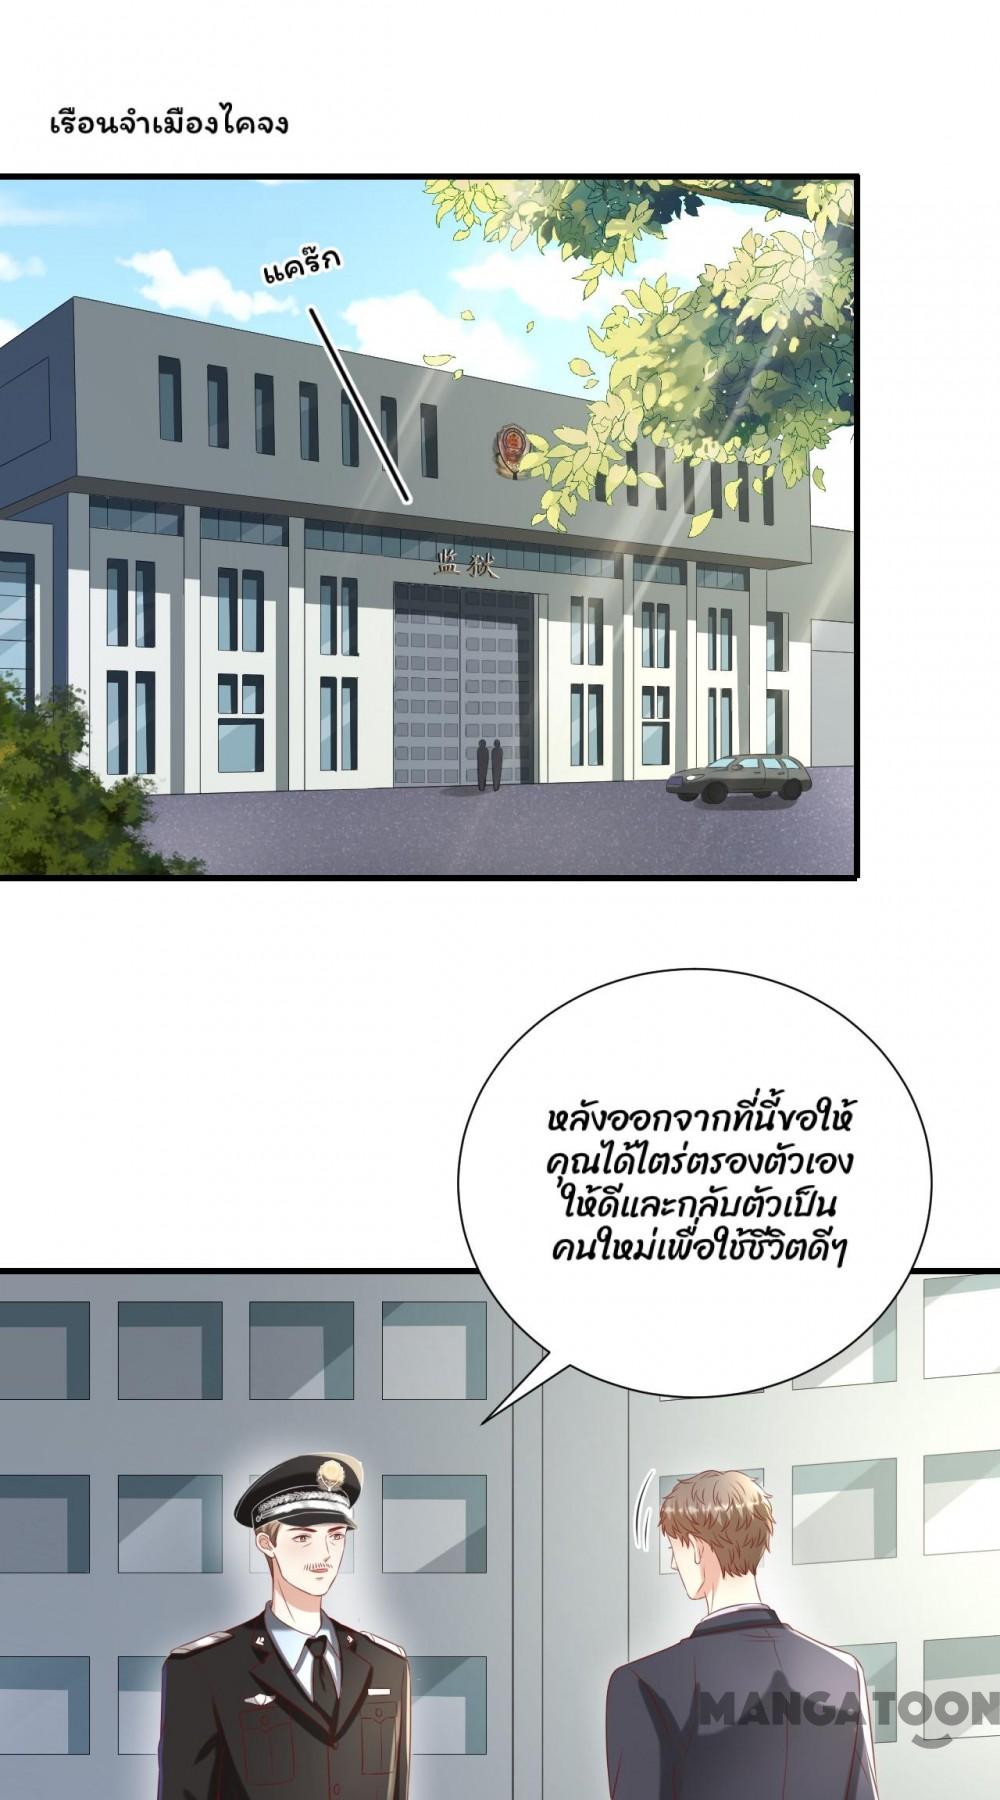 เรือนจำเมืองไคจง
แคร๊ก
监狱
หลังออกจากที่นี้ขอให้
คุณได้ไตร่ตรองตัวเอง
ให้ดีและกลับตัวเป็น
คนใหม่เพื่อใช้ชีวิตดีๆ
MANGATOON